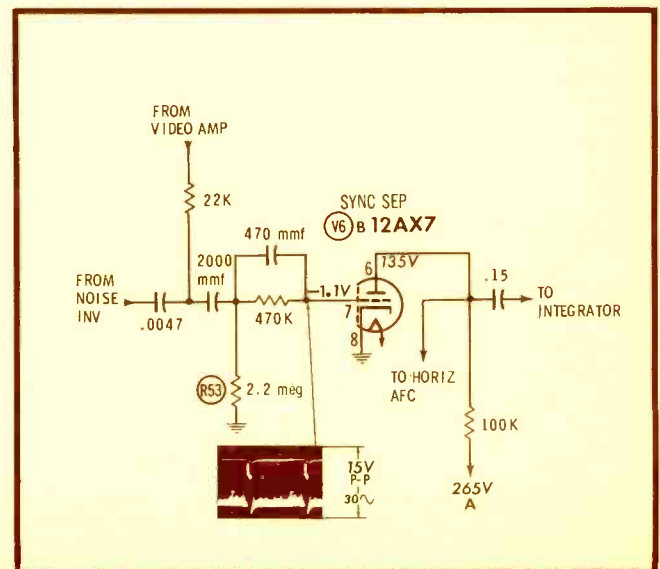 FROM
VIDEO AMP
22K
SYNC SEP
V6 B 12AX7
470 mmf
2000
mmf
6
135V
-1.1V
7
8
.15
TO
INTEGRATOR
FROM
NOISE
INV
.0047
470K
TO HORIZ
AFC
R53 2.2 meg
100K
15V
P-P
30∿
265V
A